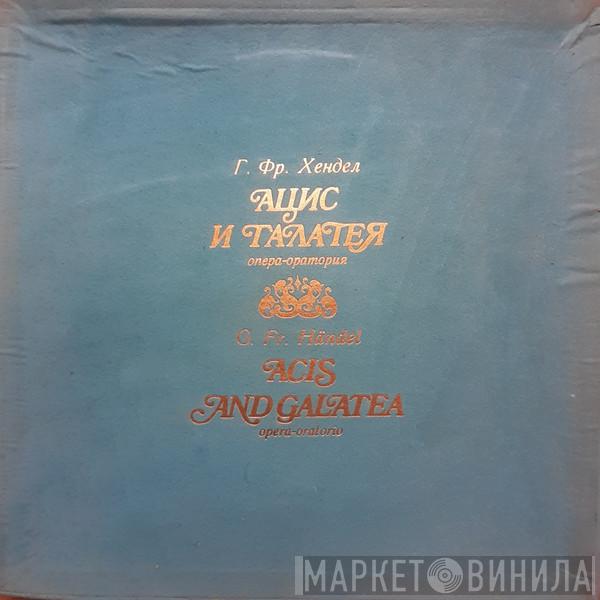 Г. Фр. Хендел
АЦИС
И ГАЛАТЕЯ
опера-оратория
G. Fr. Händel
ACIS
AND GALATEA
opera-oratorio
МАРКЕТ ВИНИЛА